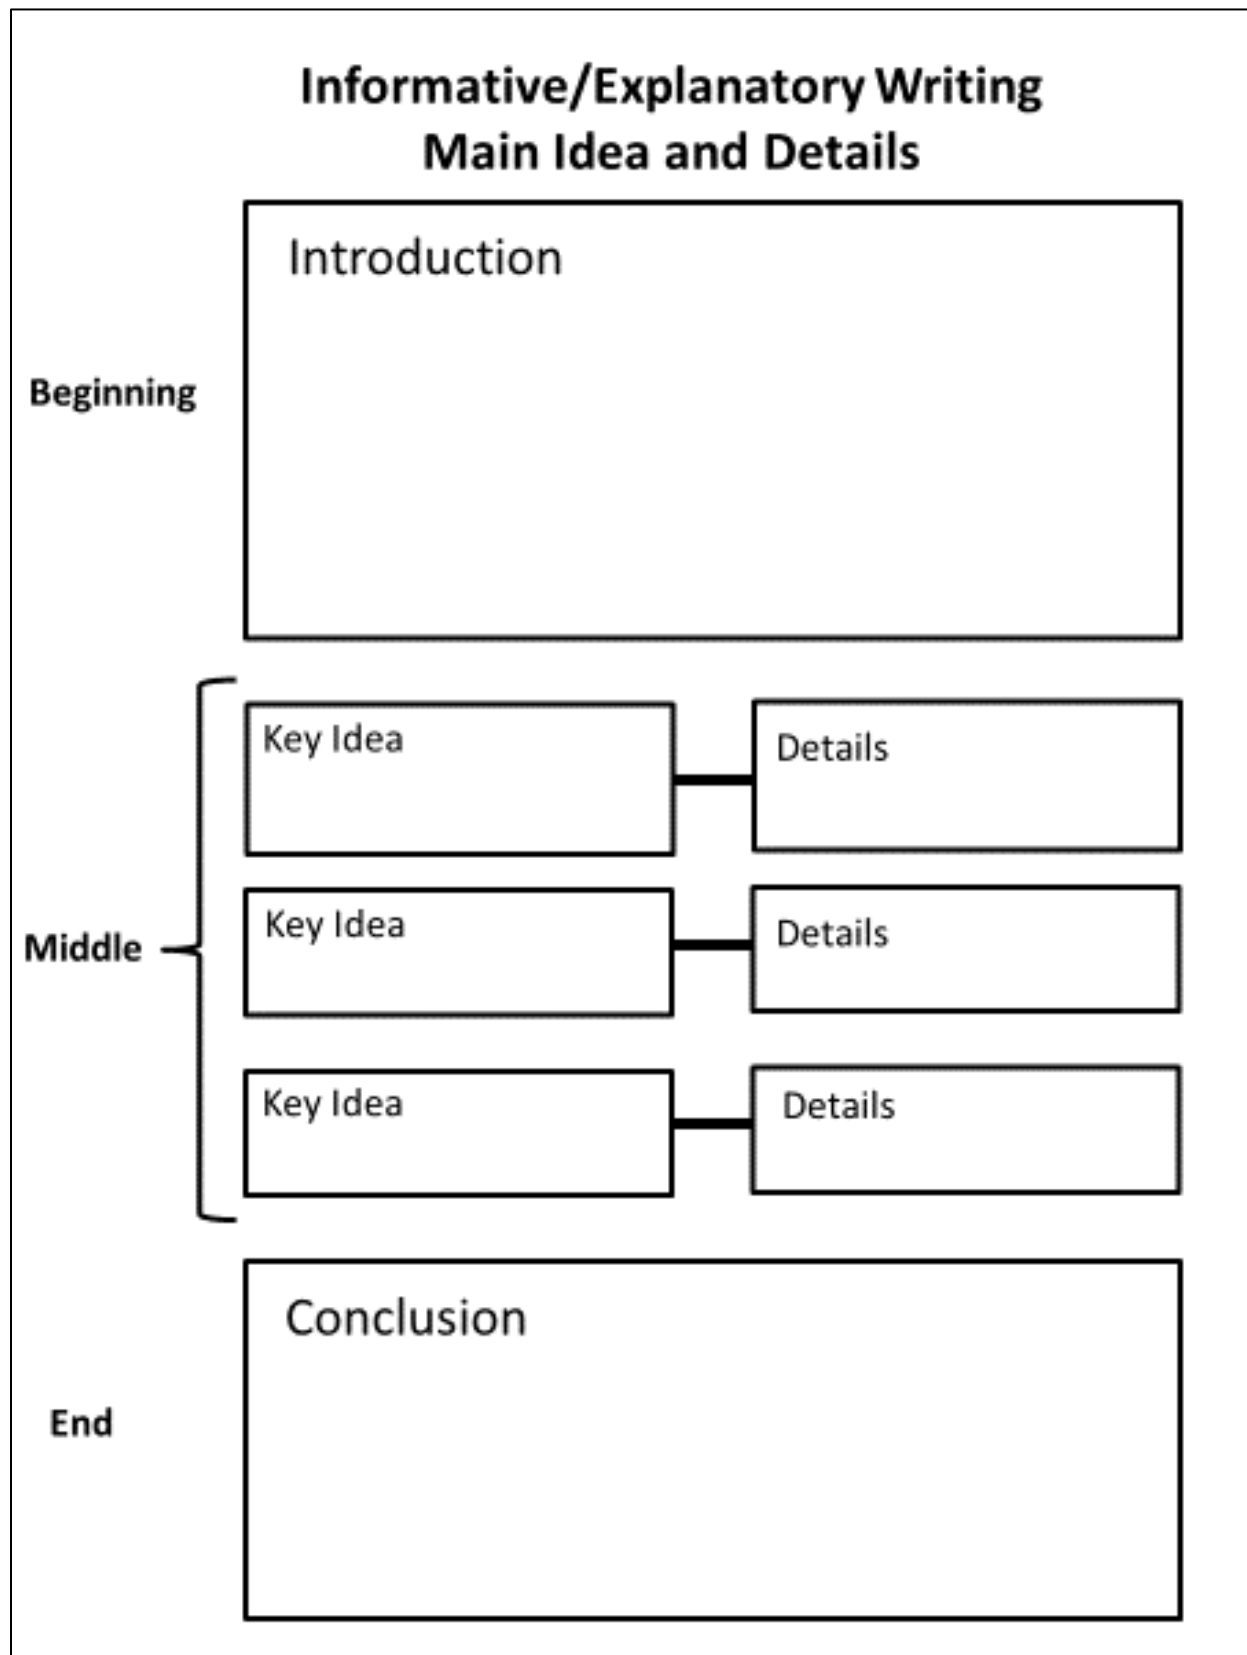 Informative/Explanatory Writing
Main Idea and Details
Introduction
Beginning
Key Idea
Details
Middle
Key Idea
Details
Key Idea
Details
Conclusion
End